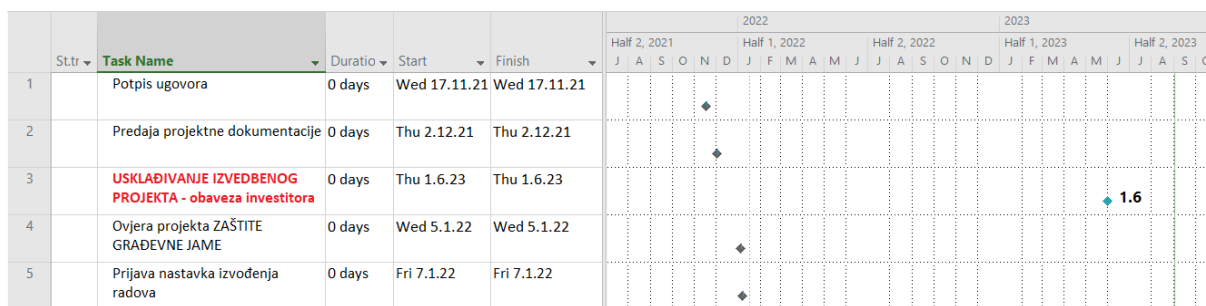 2022 2023
Half 2, 2021 Half 1, 2022 Half 2, 2022 Half 1, 2023 Half 2, 2023
St.tr Task Name Duratio Start Finish J A S O N D J F M A M J J A S O N D J F M A M J J A S O
1 Potpis ugovora 0 days Wed 17.11.21 Wed 17.11.21
2 Predaja projektne dokumentacije 0 days Thu 2.12.21 Thu 2.12.21
3 USKLAĐIVANJE IZVEDBENOG 0 days Thu 1.6.23 Thu 1.6.23
PROJEKTA - obaveza investitora 1.6
4 Ovjera projekta ZAŠTITE 0 days Wed 5.1.22 Wed 5.1.22
GRAĐEVNE JAME
5 Prijava nastavka izvođenja 0 days Fri 7.1.22 Fri 7.1.22
radova